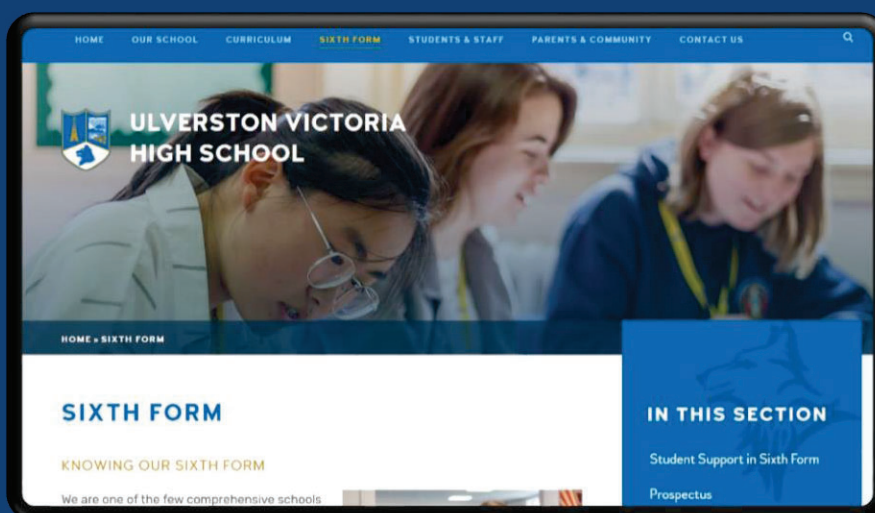 HOME OUR SCHOOL CURRICULUM SIXTH FORM STUDENTS & STAFF PARENTS & COMMUNITY CONTACT US
ULVERSTON VICTORIA
HIGH SCHOOL
HOME » SIXTH FORM
SIXTH FORM
KNOWING OUR SIXTH FORM
We are one of the few comprehensive schools
IN THIS SECTION
Student Support in Sixth Form
Prospectus